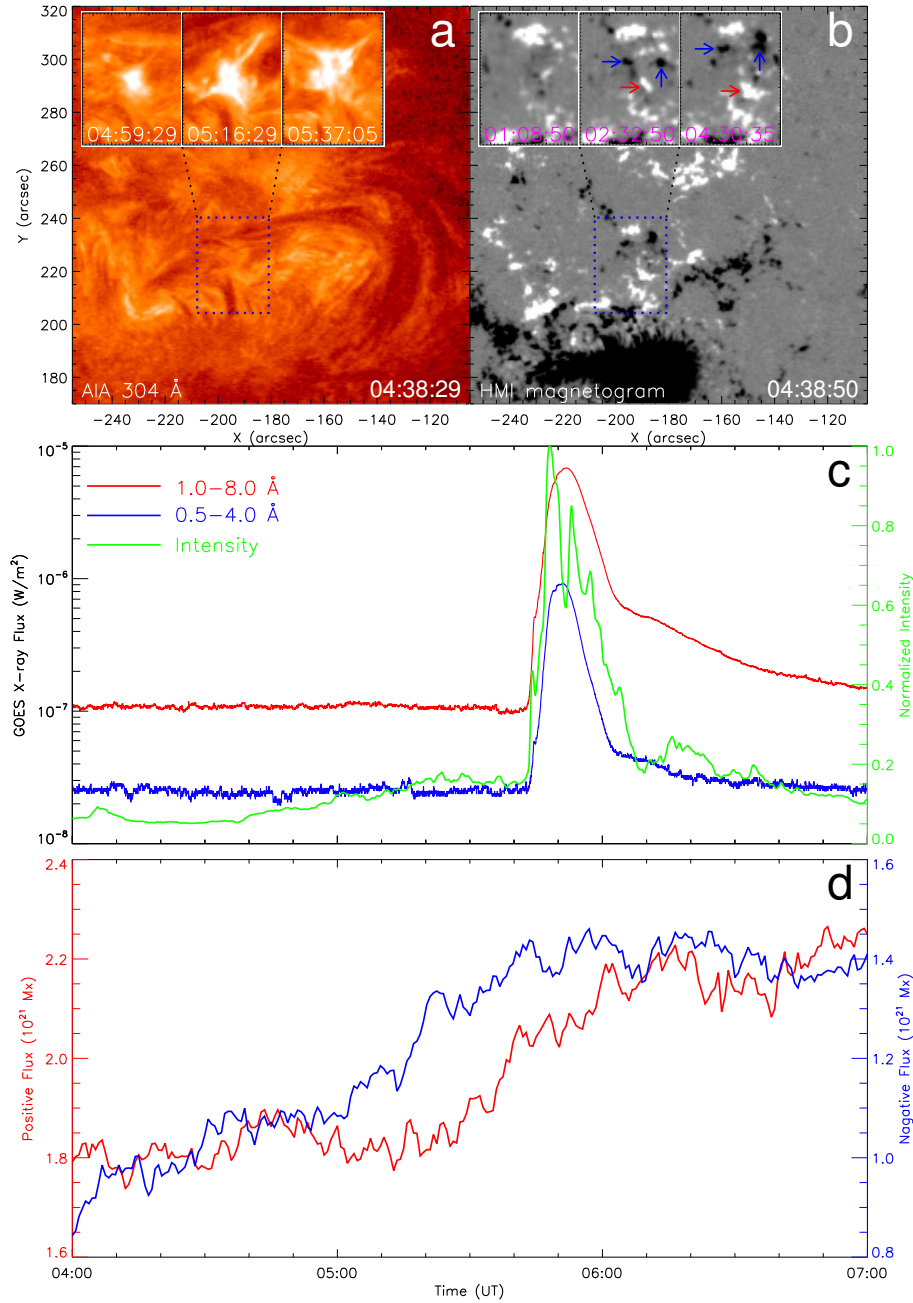 a
b
04:59:29
05:16:29
05:37:05
01:08:50
02:32:50
04:30:35
320
300
280
260
240
220
200
180
Y (arcsec)
AIA 304 Å
04:38:29
HMI magnetogram
04:38:50
−240 −220 −200 −180 −160 −140 −120
−240 −220 −200 −180 −160 −140 −120
X (arcsec)
X (arcsec)
c
10⁻⁵
10⁻⁶
10⁻⁷
10⁻⁸
GOES X−ray Flux (W/m²)
1.0−8.0 Å
0.5−4.0 Å
Intensity
1.0
0.8
0.6
0.4
0.2
0.0
Normalized Intensity
d
2.4
2.2
2.0
1.8
1.6
Positive Flux (10²¹ Mx)
1.6
1.4
1.2
1.0
0.8
Nagative Flux (10²¹ Mx)
04:00 05:00 06:00 07:00
Time (UT)